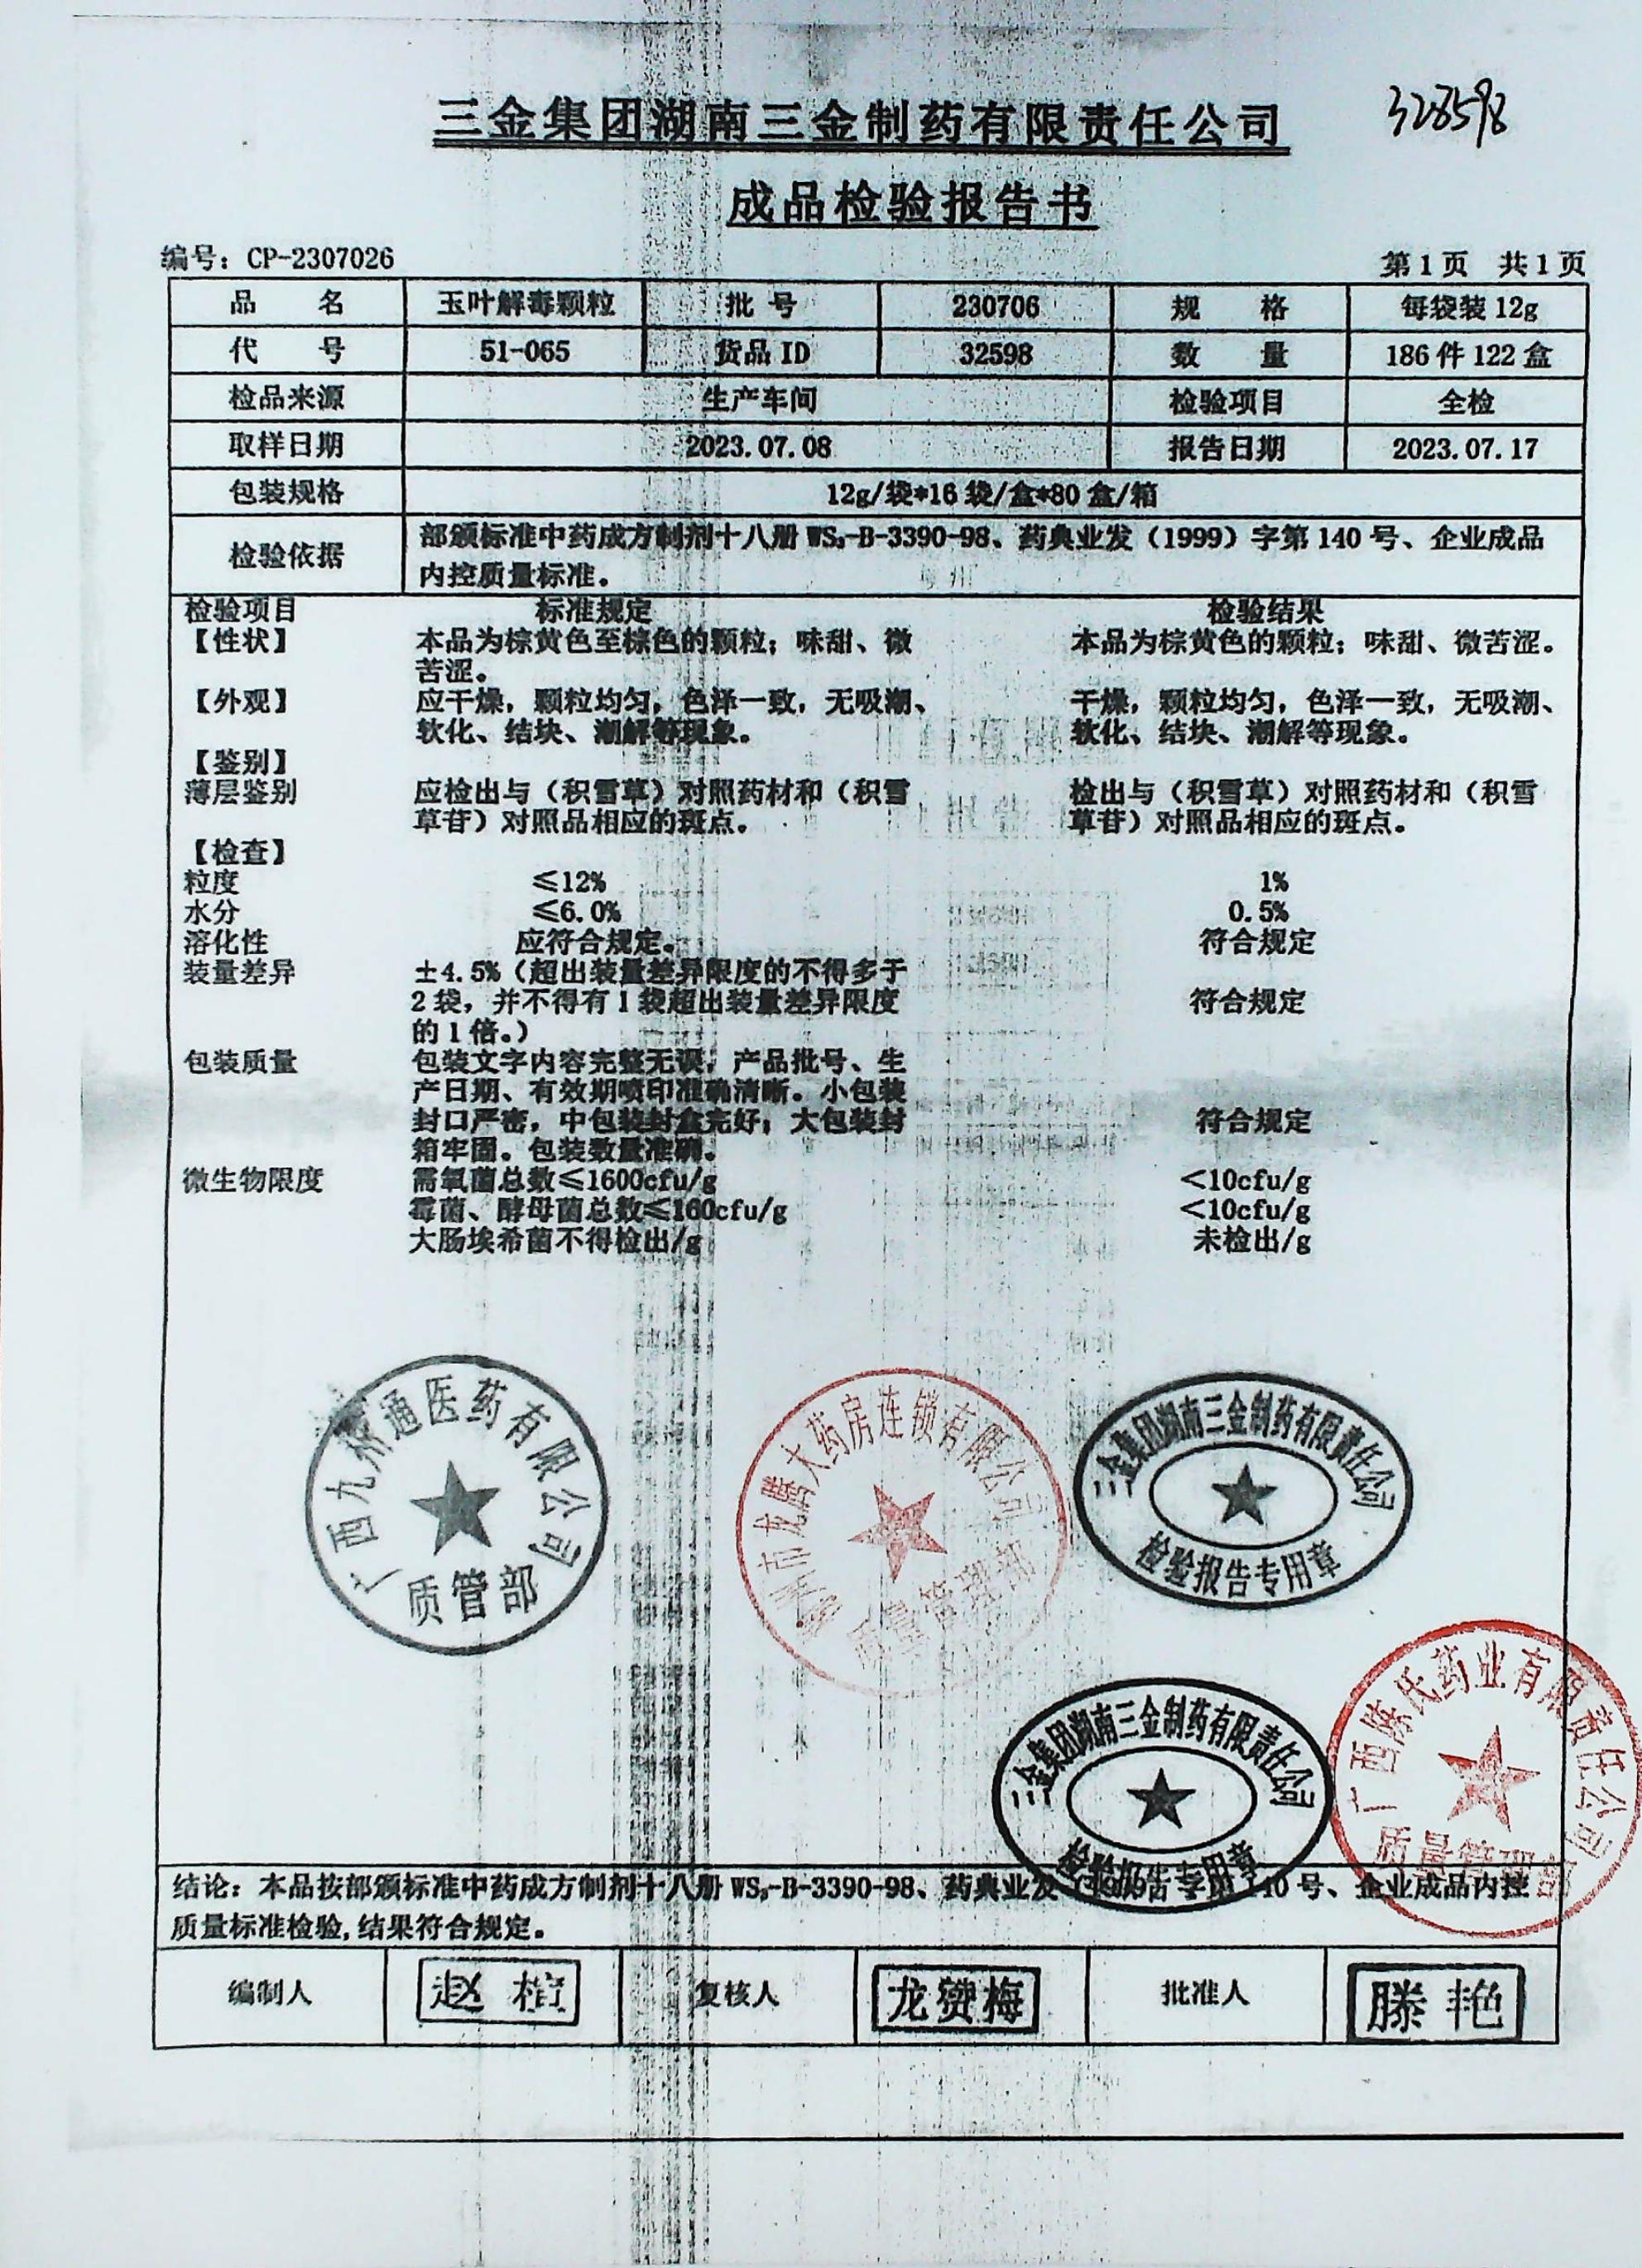 328598
三金集团湖南三金制药有限责任公司
成品检验报告书
编号：CP-2307026
第1页 共1页
品 名 玉叶解毒颗粒 批 号 230706 规 格 每袋装 12g
代 号 51-065 货品 ID 32598 数 量 186 件 122 盒
检品来源 生产车间 检验项目 全检
取样日期 2023.07.08 报告日期 2023.07.17
包装规格 12g/袋*16 袋/盒*80 盒/箱
检验依据 部颁标准中药成方制剂十八册 WS₃-B-3390-98、药典业发（1999）字第 140 号、企业成品
内控质量标准。
检验项目 标准规定 检验结果
【性状】 本品为棕黄色至棕色的颗粒；味甜、微 本品为棕黄色的颗粒；味甜、微苦涩。
苦涩。
【外观】 应干燥，颗粒均匀，色泽一致，无吸潮、 干燥，颗粒均匀，色泽一致，无吸潮、
软化、结块、潮解等现象。 软化、结块、潮解等现象。
【鉴别】
薄层鉴别 应检出与（积雪草）对照药材和（积雪 检出与（积雪草）对照药材和（积雪
草苷）对照品相应的斑点。 草苷）对照品相应的斑点。
【检查】
粒度 ≤12% 1%
水分 ≤6.0% 0.5%
溶化性 应符合规定。 符合规定
装量差异 ±4.5%（超出装量差异限度的不得多于
2 袋，并不得有 1 袋超出装量差异限度 符合规定
的 1 倍。）
包装质量 包装文字内容完整无误；产品批号、生
产日期、有效期喷印准确清晰。小包装
封口严密，中包装封盒完好；大包装封 符合规定
箱牢固。包装数量准确。
微生物限度 需氧菌总数≤1600cfu/g <10cfu/g
霉菌、酵母菌总数≤160cfu/g <10cfu/g
大肠埃希菌不得检出/g 未检出/g
广西九州通医药有限公司
质管部
州市龙腾大药房连锁有限公司
质量管理部
三金集团湖南三金制药有限责任公司
检验报告专用章
三金集团湖南三金制药有限责任公司
检验报告专用章
广西陈氏药业有限责任公司
质量管理
结论：本品按部颁标准中药成方制剂十八册 WS₃-B-3390-98、药典业发（1999）字第 140 号、企业成品内控
质量标准检验，结果符合规定。
编制人 赵 复核人 龙赞梅 批准人 滕艳